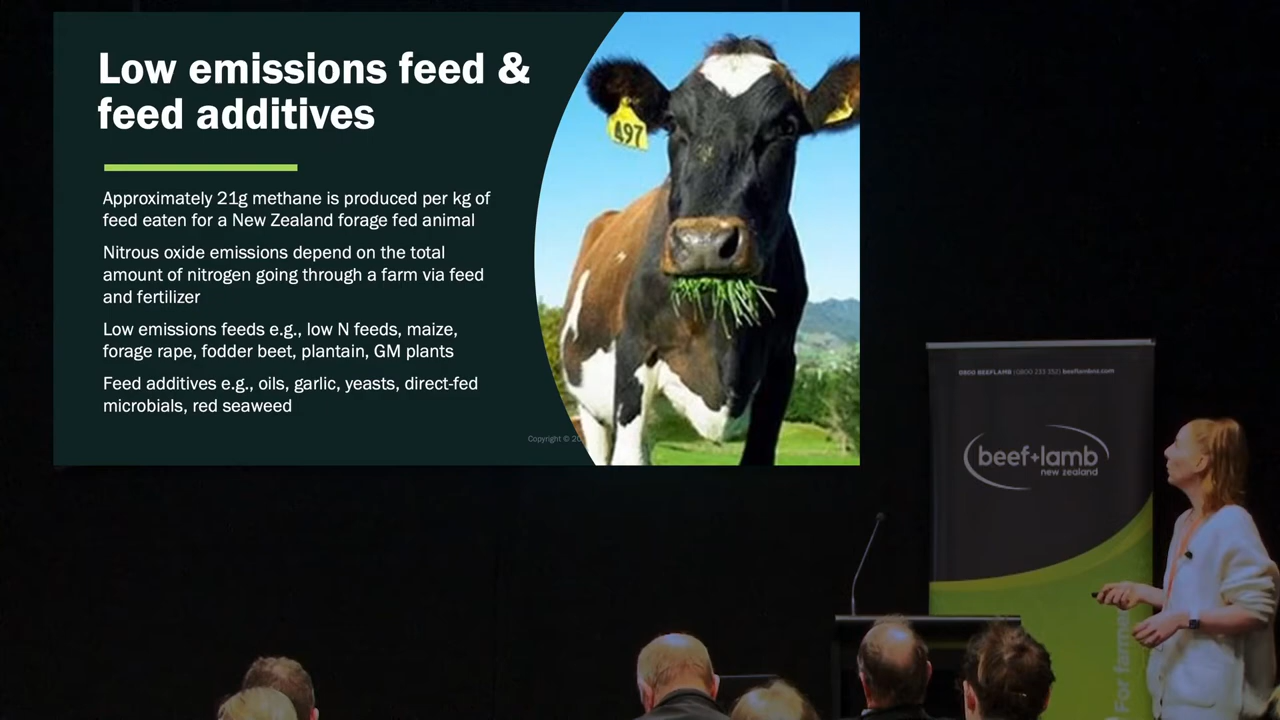 Low emissions feed &
feed additives
497
Approximately 21g methane is produced per kg of
feed eaten for a New Zealand forage fed animal
Nitrous oxide emissions depend on the total
amount of nitrogen going through a farm via feed
and fertilizer
Low emissions feeds e.g., low N feeds, maize,
forage rape, fodder beet, plantain, GM plants
Feed additives e.g., oils, garlic, yeasts, direct-fed
microbials, red seaweed
Copyright ©
0800 BEEFLAMB (0800 233 352) beeflambnz.com
beef+lamb
new zealand
For farmer